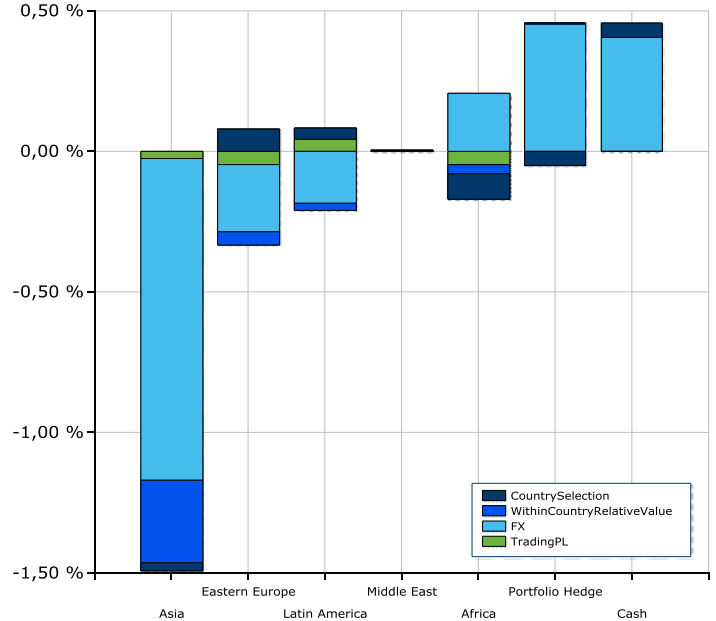 0,50 %
0,00 %
-0,50 %
-1,00 %
-1,50 %
CountrySelection
WithinCountryRelativeValue
FX
TradingPL
Eastern Europe Middle East Portfolio Hedge
Asia Latin America Africa Cash